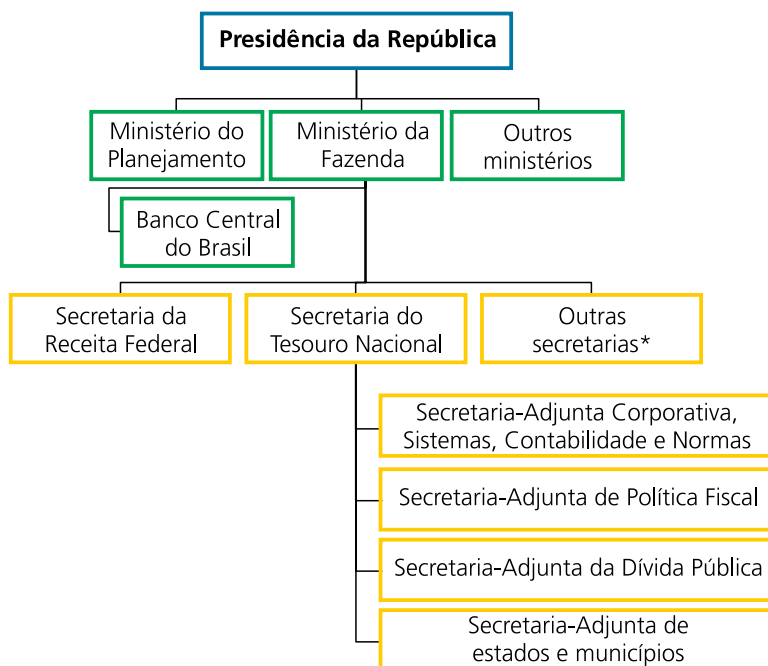 Presidência da República
Ministério do
Planejamento
Ministério da
Fazenda
Outros
ministérios
Banco Central
do Brasil
Secretaria da
Receita Federal
Secretaria do
Tesouro Nacional
Outras
secretarias*
Secretaria-Adjunta Corporativa,
Sistemas, Contabilidade e Normas
Secretaria-Adjunta de Política Fiscal
Secretaria-Adjunta da Dívida Pública
Secretaria-Adjunta de
estados e municípios